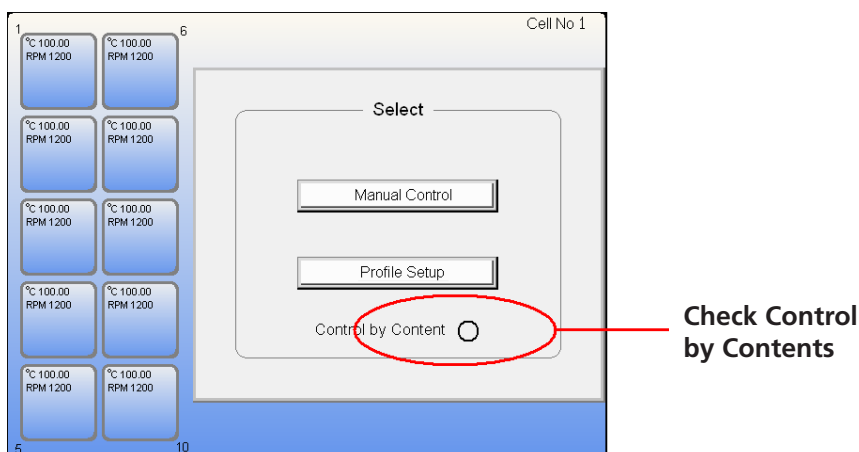 Cell No 1
1
6
°C 100.00
RPM 1200
°C 100.00
RPM 1200
°C 100.00
RPM 1200
°C 100.00
RPM 1200
°C 100.00
RPM 1200
°C 100.00
RPM 1200
°C 100.00
RPM 1200
°C 100.00
RPM 1200
°C 100.00
RPM 1200
°C 100.00
RPM 1200
5
10
Select
Manual Control
Profile Setup
Control by Content
Check Control
by Contents